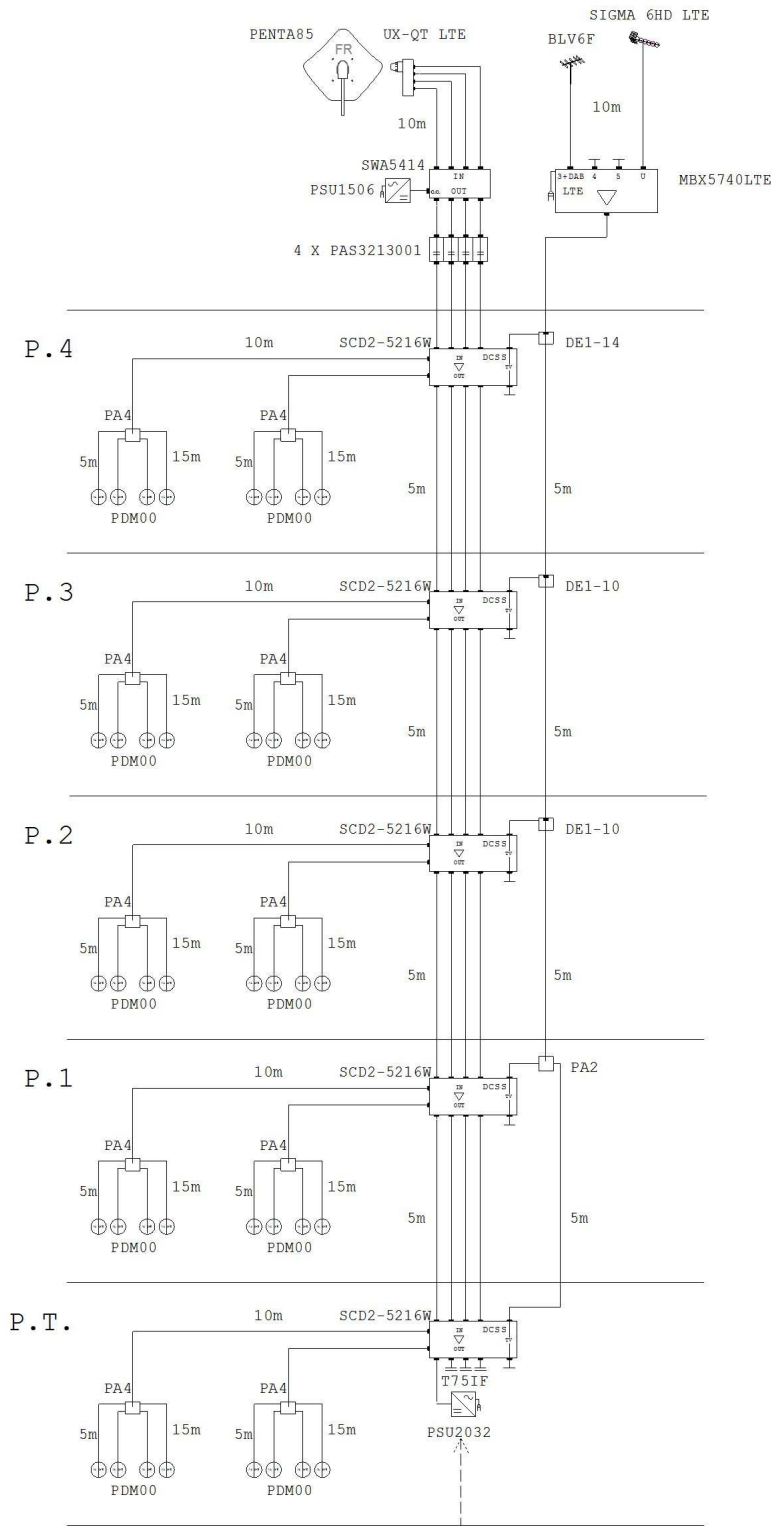 SIGMA 6HD LTE
PENTA85 UX-QT LTE BLV6F
FR
10m 10m
SWA5414
IN
PSU1506 OUT
3+DAB 4 5 U
LTE
MBX5740LTE
4 X PAS3213001
P.4
10m SCD2-5216W DE1-14
IN DCSS
OUT TV
PA4 PA4
5m 15m 5m 15m 5m 5m
PDM00 PDM00
P.3
10m SCD2-5216W DE1-10
IN DCSS
OUT TV
PA4 PA4
5m 15m 5m 15m 5m 5m
PDM00 PDM00
P.2
10m SCD2-5216W DE1-10
IN DCSS
OUT TV
PA4 PA4
5m 15m 5m 15m 5m 5m
PDM00 PDM00
P.1
10m SCD2-5216W PA2
IN DCSS
OUT TV
PA4 PA4
5m 15m 5m 15m 5m 5m
PDM00 PDM00
P.T.
10m SCD2-5216W
IN DCSS
OUT TV
T75IF
PA4 PA4
5m 15m 5m 15m
PSU2032
PDM00 PDM00